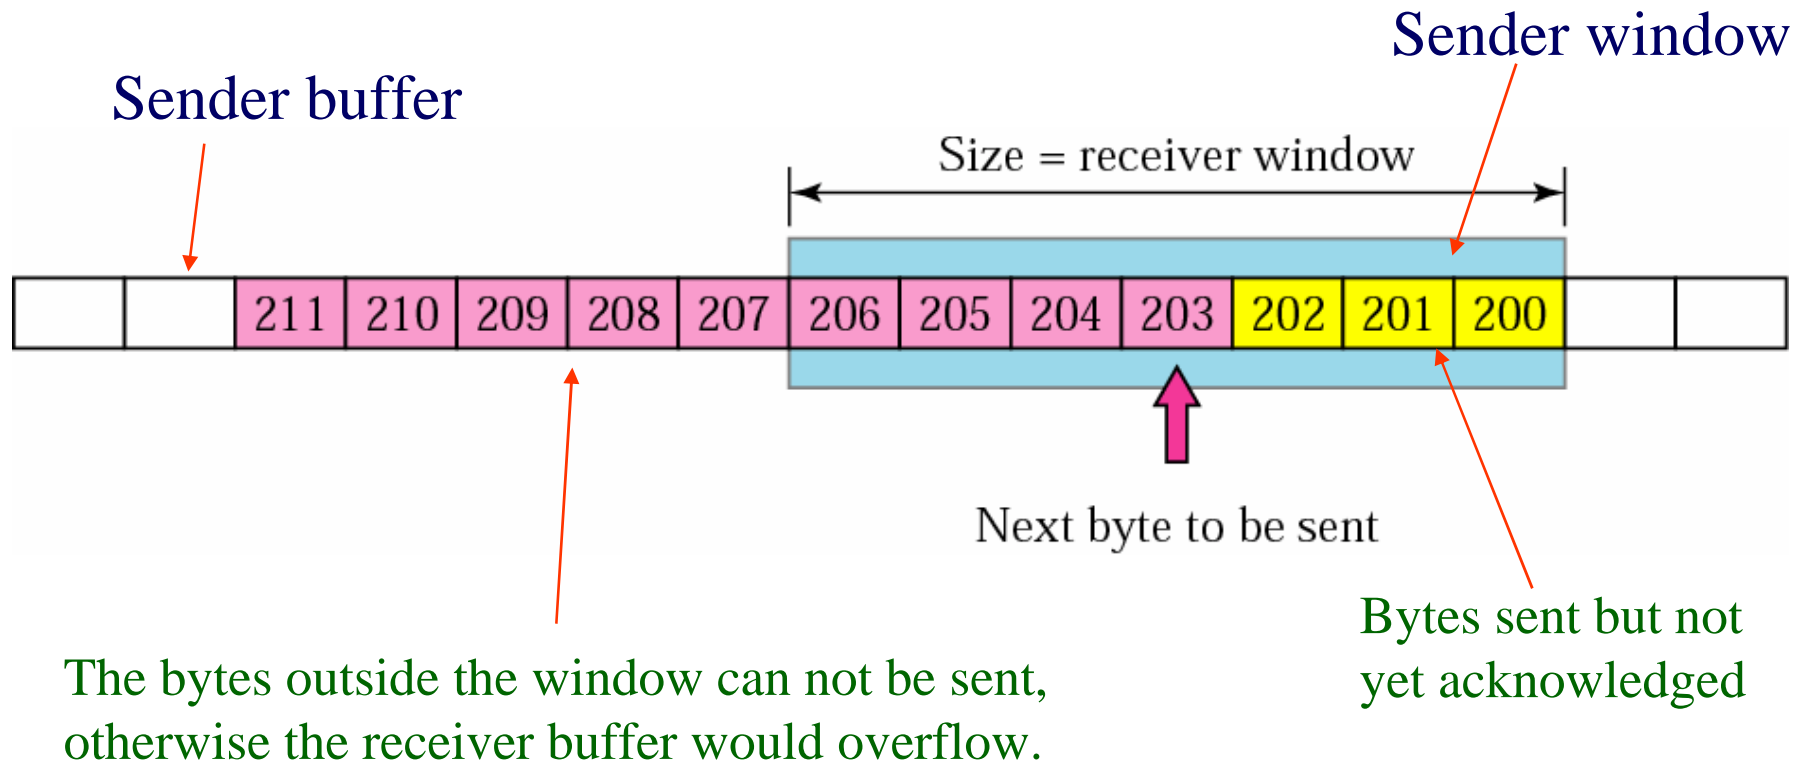 Sender window
Sender buffer
Size = receiver window
211 210 209 208 207 206 205 204 203 202 201 200
Next byte to be sent
Bytes sent but not
yet acknowledged
The bytes outside the window can not be sent,
otherwise the receiver buffer would overflow.